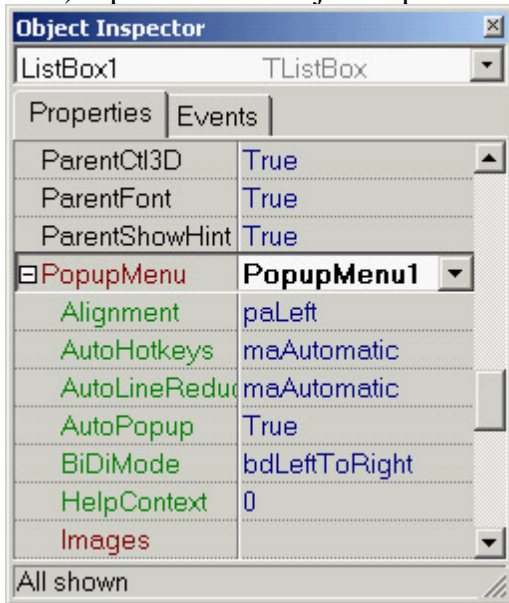 Object Inspector
ListBox1 TListBox
Properties Events
ParentCtl3D True
ParentFont True
ParentShowHint True
PopupMenu PopupMenu1
Alignment paLeft
AutoHotkeys maAutomatic
AutoLineReduc maAutomatic
AutoPopup True
BiDiMode bdLeftToRight
HelpContext 0
Images
All shown